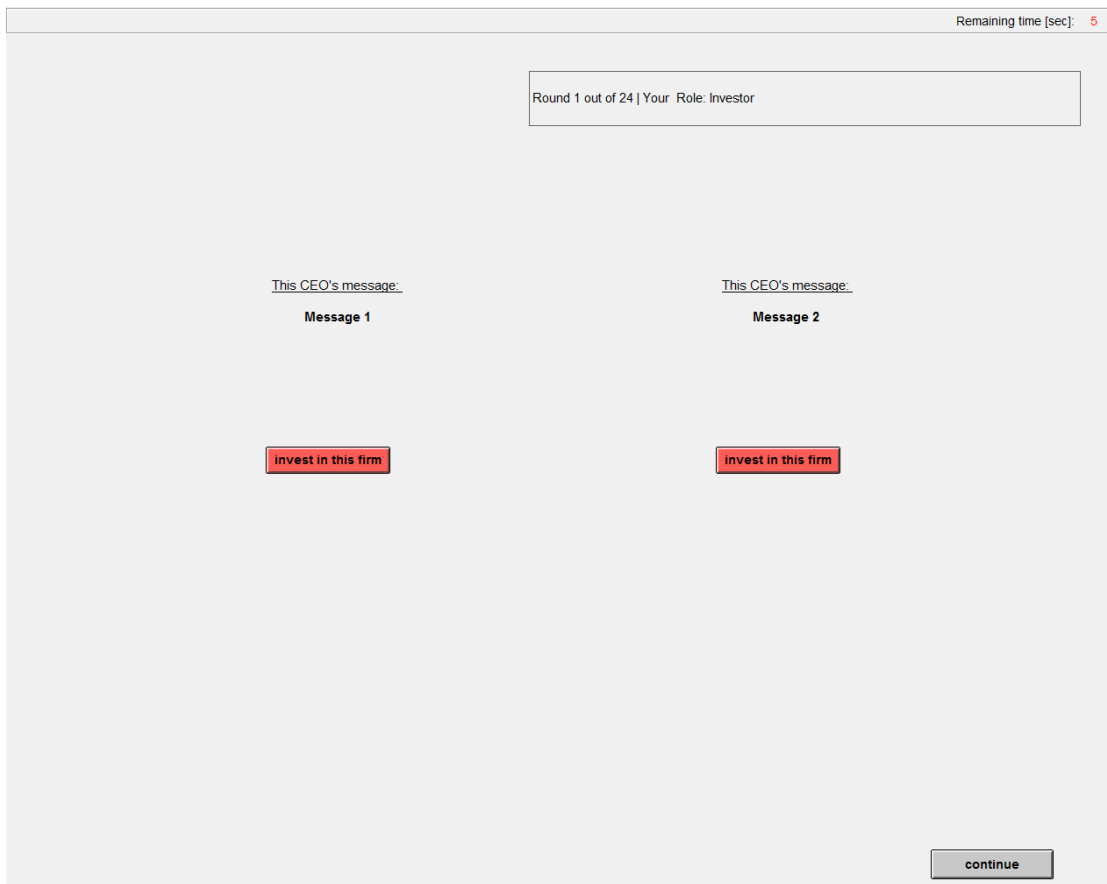 Remaining time [sec]: 5
Round 1 out of 24 | Your Role: Investor
This CEO's message:
Message 1
invest in this firm
This CEO's message:
Message 2
invest in this firm
continue